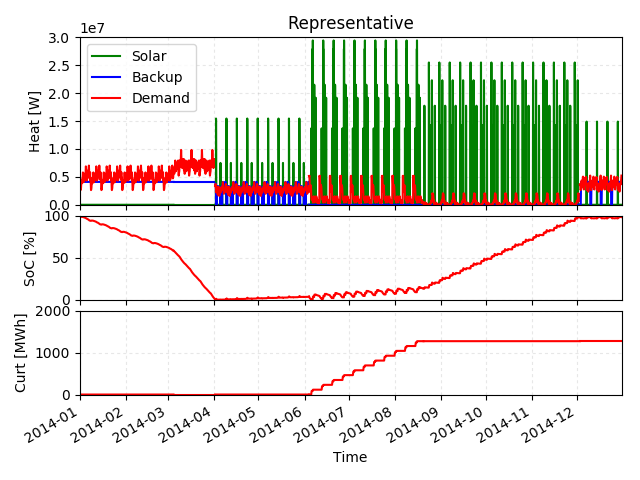 Representative
1e7
3.0
2.5
2.0
1.5
1.0
0.5
0.0
Heat [W]
Solar
Backup
Demand
100
50
0
SoC [%]
2000
1000
0
Curt [MWh]
2014-01
2014-02
2014-03
2014-04
2014-05
2014-06
2014-07
2014-08
2014-09
2014-10
2014-11
2014-12
Time